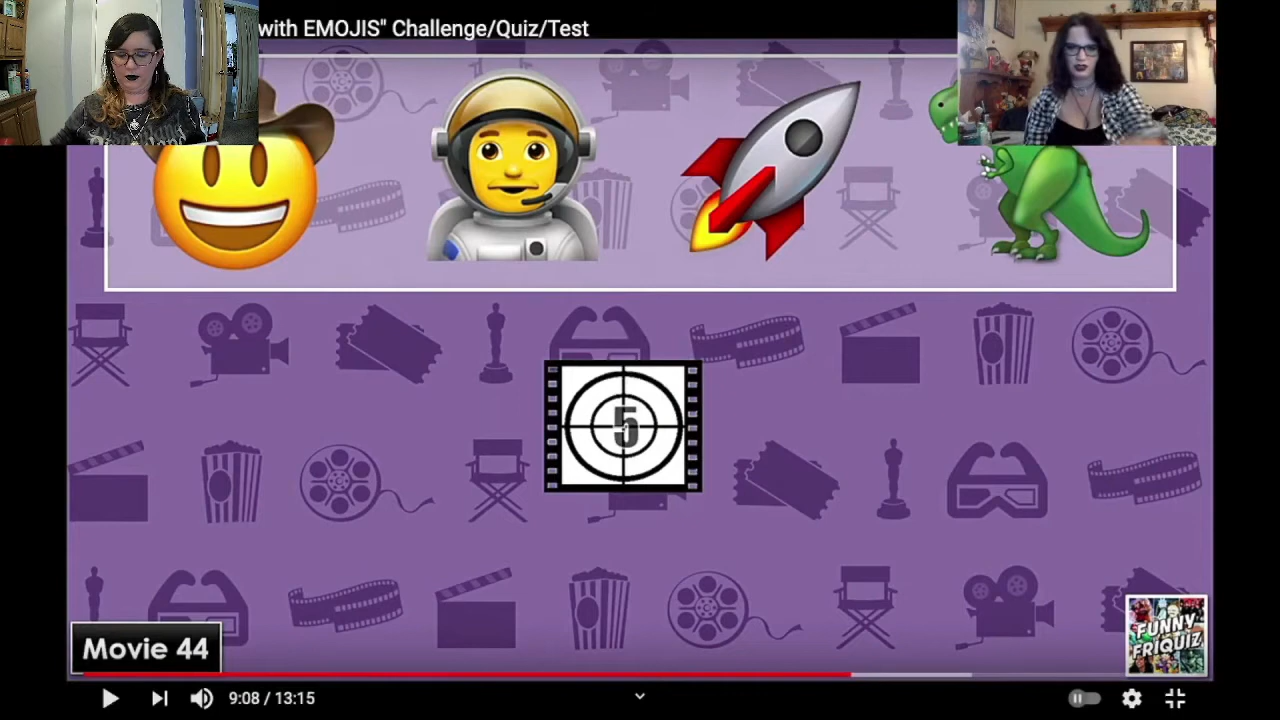 with EMOJIS" Challenge/Quiz/Test
5
Movie 44
FUNNY
FRIQUIZ
9:08 / 13:15